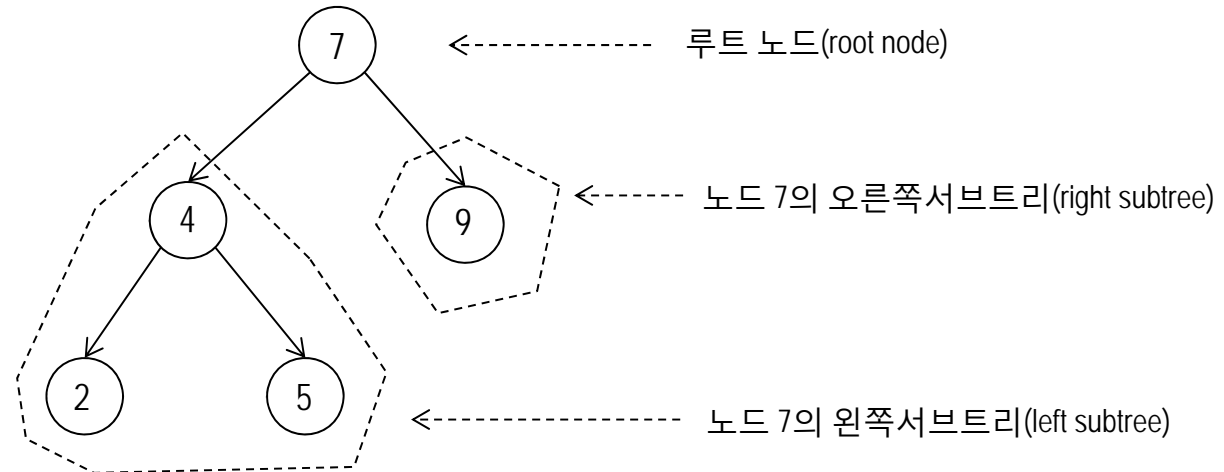 7
루트 노드(root node)
4
9
노드 7의 오른쪽서브트리(right subtree)
2
5
노드 7의 왼쪽서브트리(left subtree)